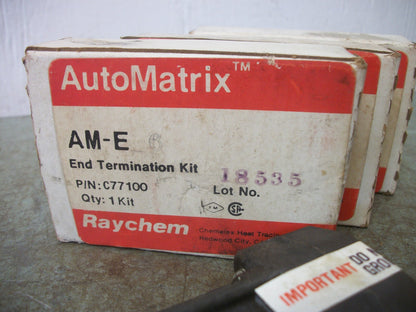 AutoMatrix™
AM-E
End Termination Kit 18535
P/N: C77100 Lot No.
Qty: 1 Kit
Raychem
Chemelex Heat
Redwood City,
IMPORTANT DO
GRO